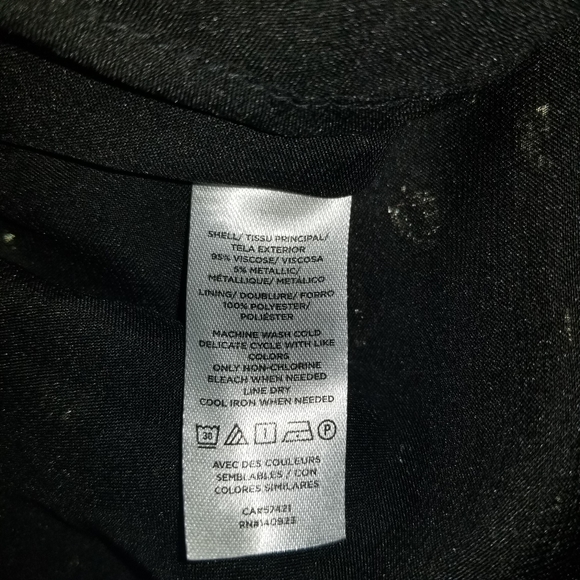 SHELL/ TISSU PRINCIPAL/
TELA EXTERIOR
95% VISCOSE/ VISCOSA
5% METALLIC/
MÉTALLIQUE/ METÁLICO
LINING/ DOUBLURE/ FORRO
100% POLYESTER/
POLIÉSTER
MACHINE WASH COLD
DELICATE CYCLE WITH LIKE
COLORS
ONLY NON-CHLORINE
BLEACH WHEN NEEDED
LINE DRY
COOL IRON WHEN NEEDED
30 P
AVEC DES COULEURS
SEMBLABLES / CON
COLORES SIMILARES
CA#57421
RN#140923